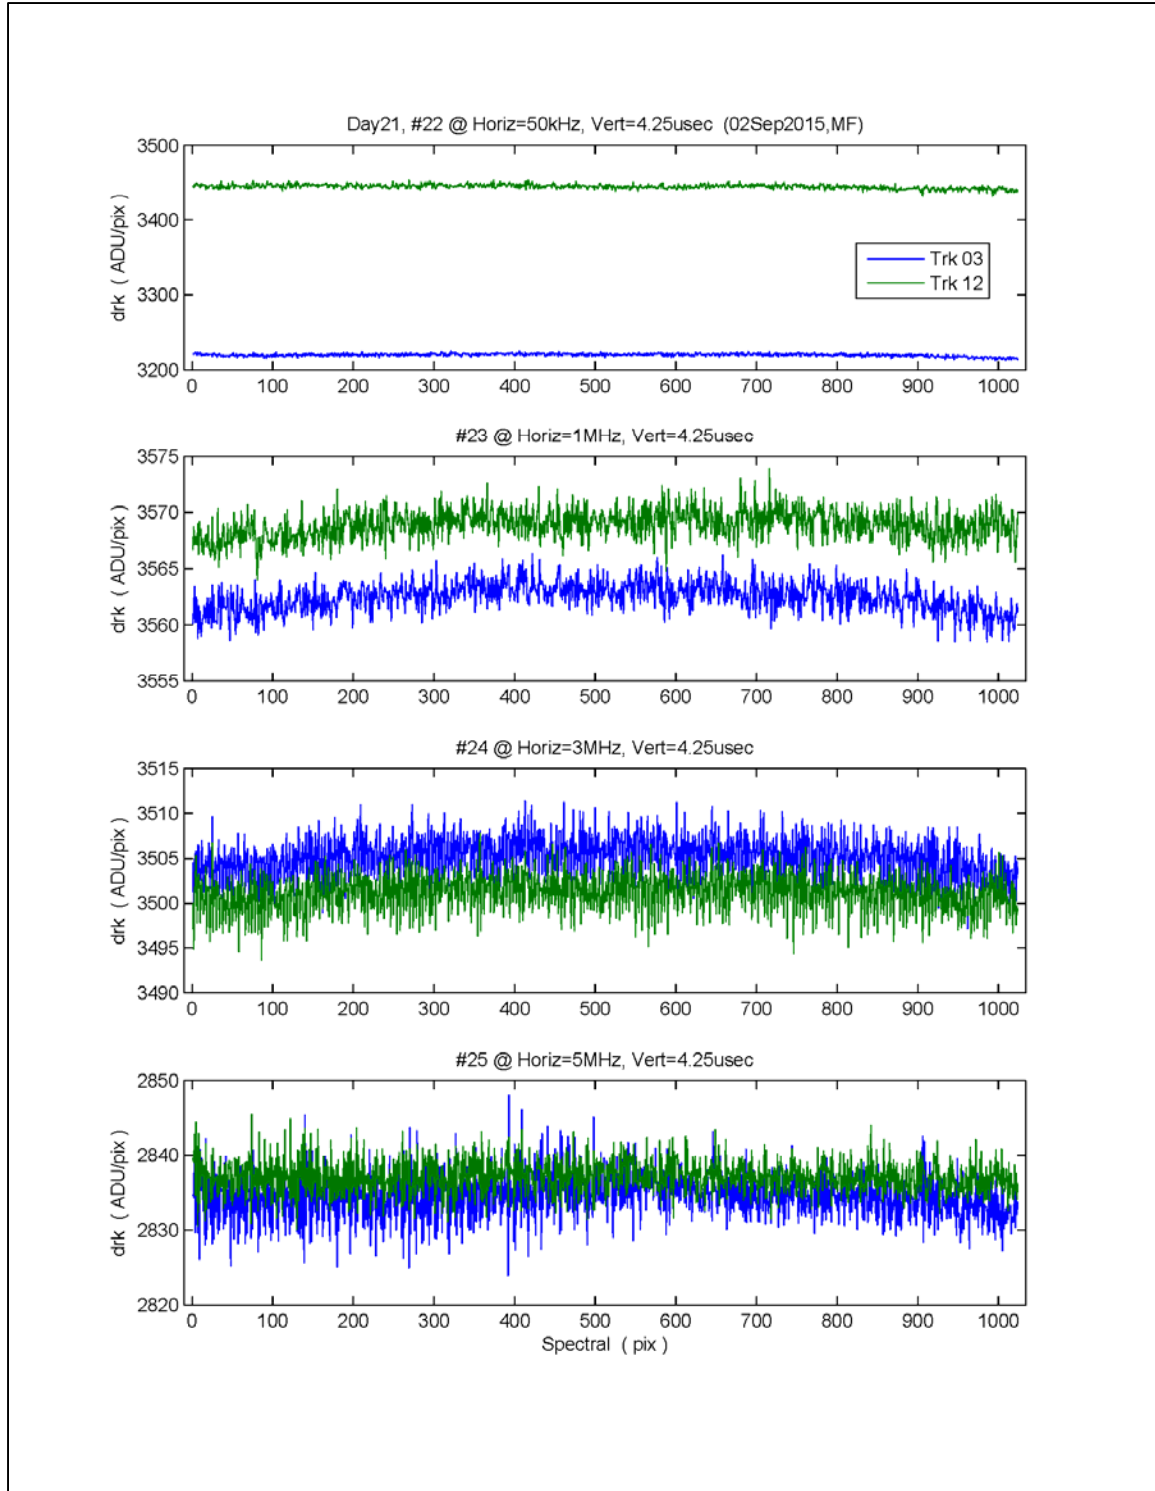 Day21, #22 @ Horiz=50kHz, Vert=4.25usec (02Sep2015,MF)
3500
3400
3300
3200
drk ( ADU/pix )
Trk 03
Trk 12
0 100 200 300 400 500 600 700 800 900 1000
#23 @ Horiz=1MHz, Vert=4.25usec
3575
3570
3565
3560
3555
drk ( ADU/pix )
0 100 200 300 400 500 600 700 800 900 1000
#24 @ Horiz=3MHz, Vert=4.25usec
3515
3510
3505
3500
3495
3490
drk ( ADU/pix )
0 100 200 300 400 500 600 700 800 900 1000
#25 @ Horiz=5MHz, Vert=4.25usec
2850
2840
2830
2820
drk ( ADU/pix )
0 100 200 300 400 500 600 700 800 900 1000
Spectral ( pix )